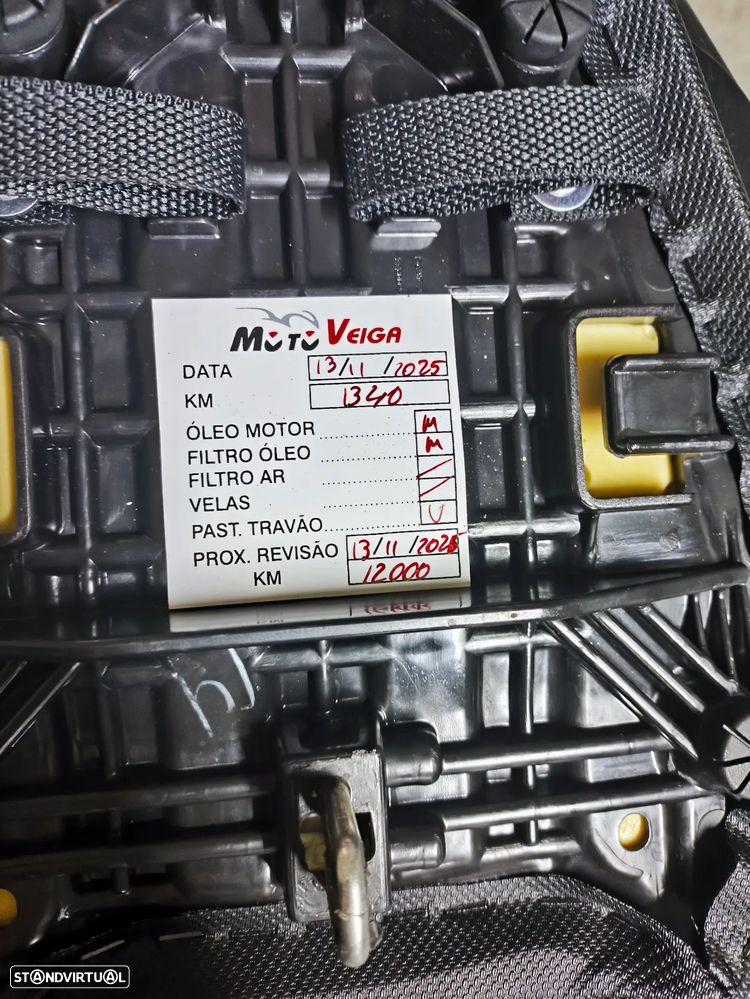 MOTO VEIGA
DATA 13/11/2025
KM 1340
ÓLEO MOTOR .................... M
FILTRO ÓLEO .................... M
FILTRO AR .................... /
VELAS .................... /
PAST. TRAVÃO .................... V
PROX. REVISÃO 13/11/2026
KM 12000
STANDVIRTUAL